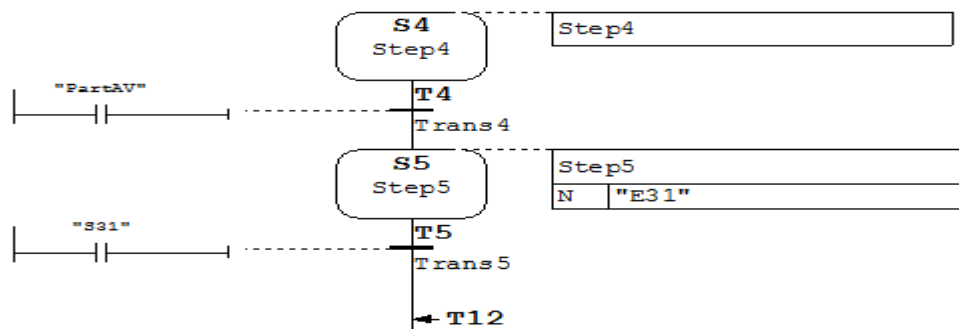 S4
Step4
Step4
"PartAV"
T4
Trans4
S5
Step5
Step5
N "E31"
"S31"
T5
Trans5
T12